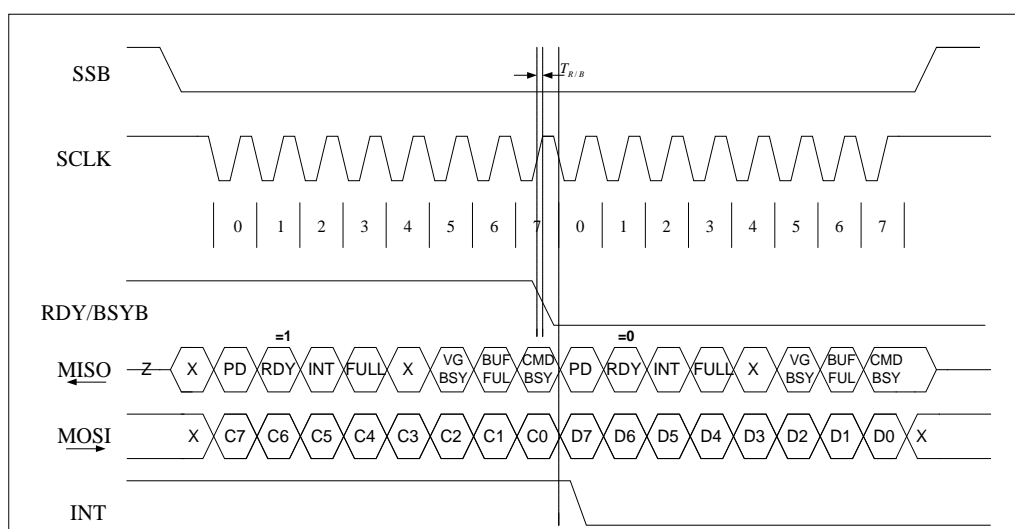 SSB
T R/B
SCLK
0 1 2 3 4 5 6 7 0 1 2 3 4 5 6 7
RDY/BSYB
=1 =0
MISO Z X PD RDY INT FULL X VG BSY BUF FUL CMD BSY PD RDY INT FULL X VG BSY BUF FUL CMD BSY
MOSI X C7 C6 C5 C4 C3 C2 C1 C0 D7 D6 D5 D4 D3 D2 D1 D0 X
INT